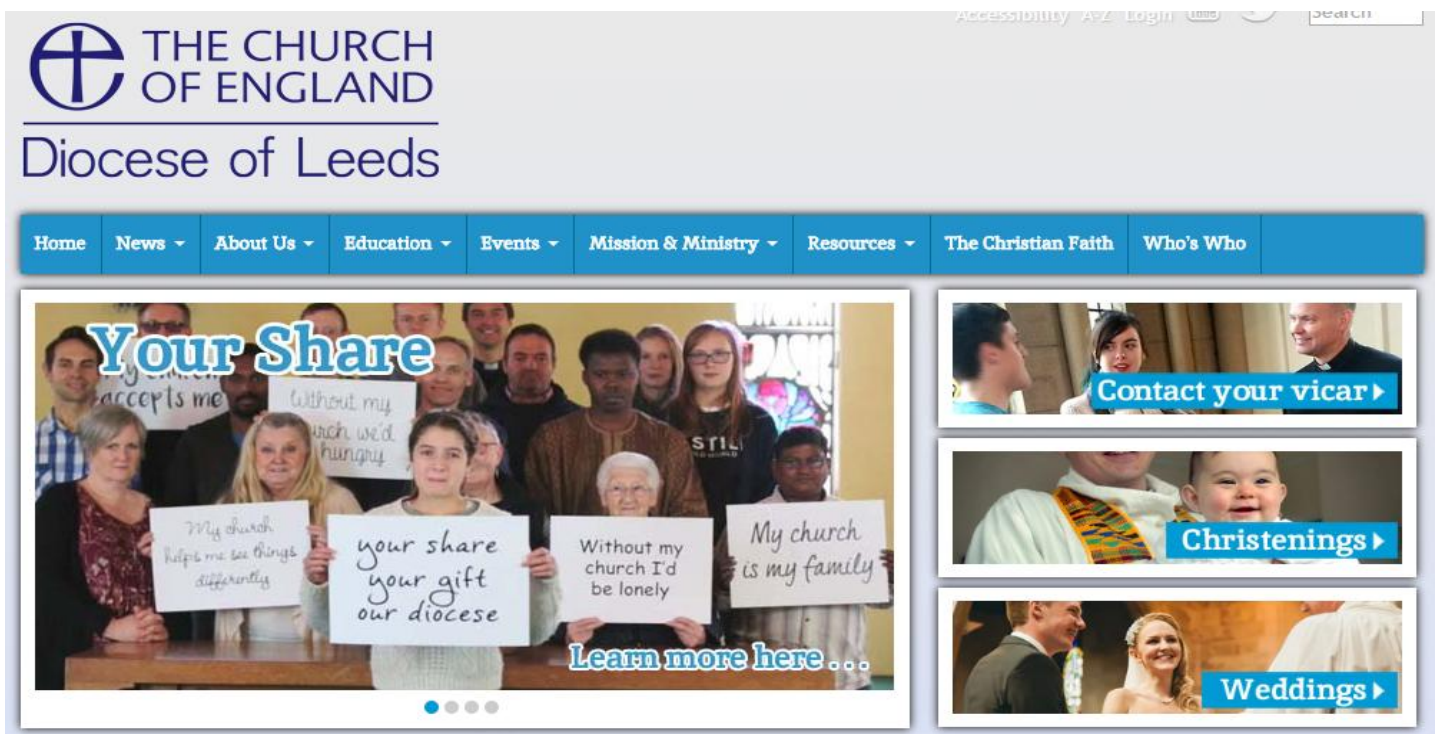 Accessibility A-Z Login Search
THE CHURCH
OF ENGLAND
Diocese of Leeds
Home News About Us Education Events Mission & Ministry Resources The Christian Faith Who's Who
Your Share
My church
accepts me
Without my
church we'd
hungry
My church
helps me see things
differently
your share
your gift
our diocese
Without my
church I'd
be lonely
My church
is my family
Learn more here...
Contact your vicar
Christenings
Weddings